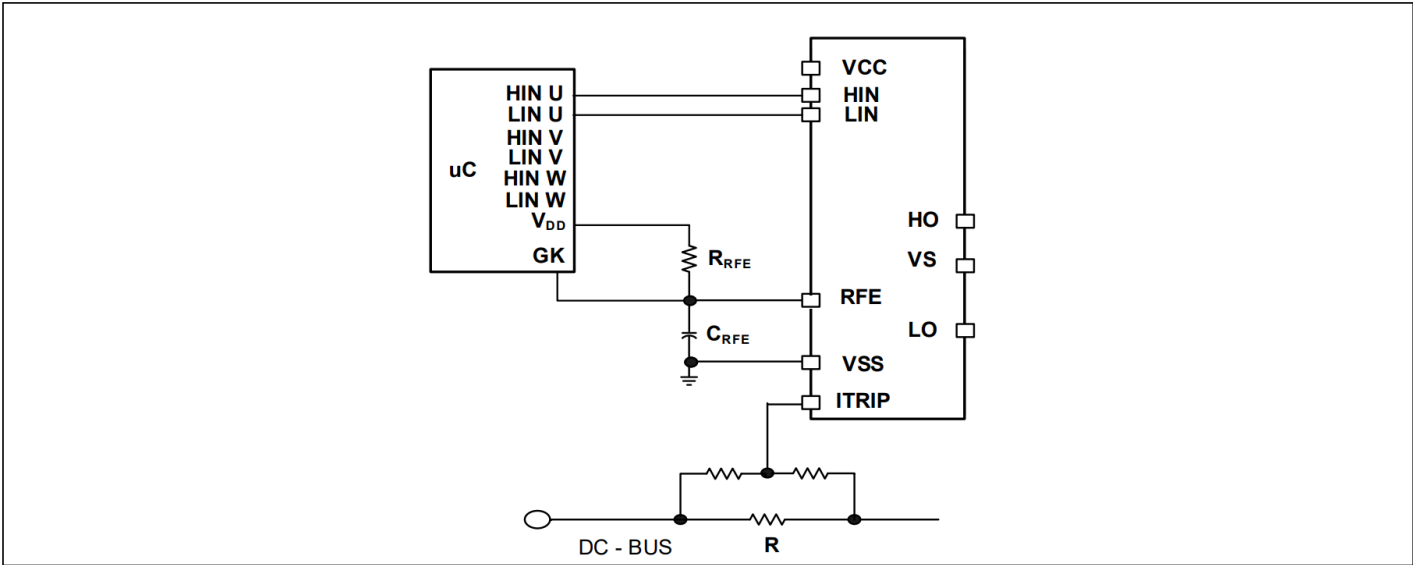 uC
HIN U
LIN U
HIN V
LIN V
HIN W
LIN W
VDD
GK
RRFE
CRFE
VCC
HIN
LIN
HO
VS
RFE
LO
VSS
ITRIP
DC - BUS
R